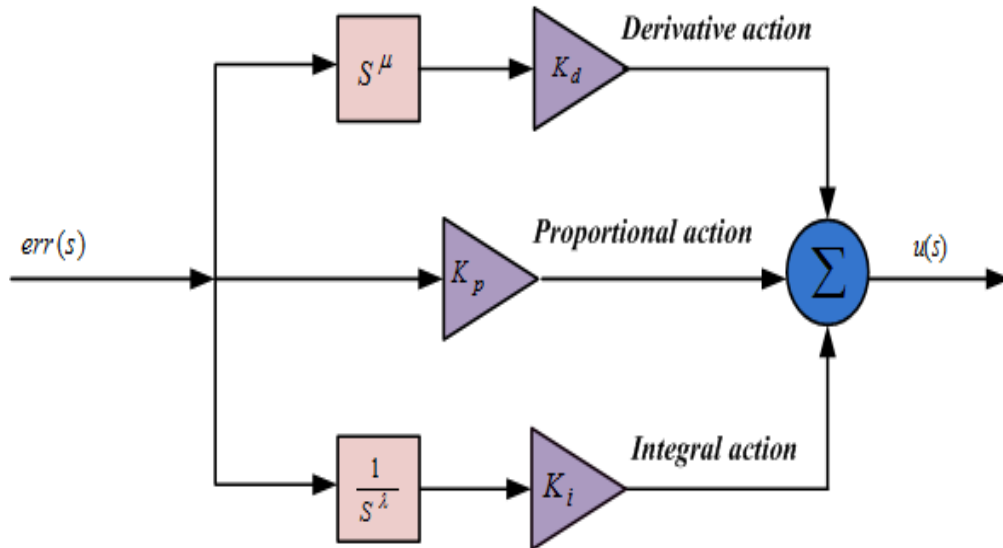 Derivative action
S^μ
K_d
err(s)
Proportional action
K_p
Σ
u(s)
Integral action
1/S^λ
K_i